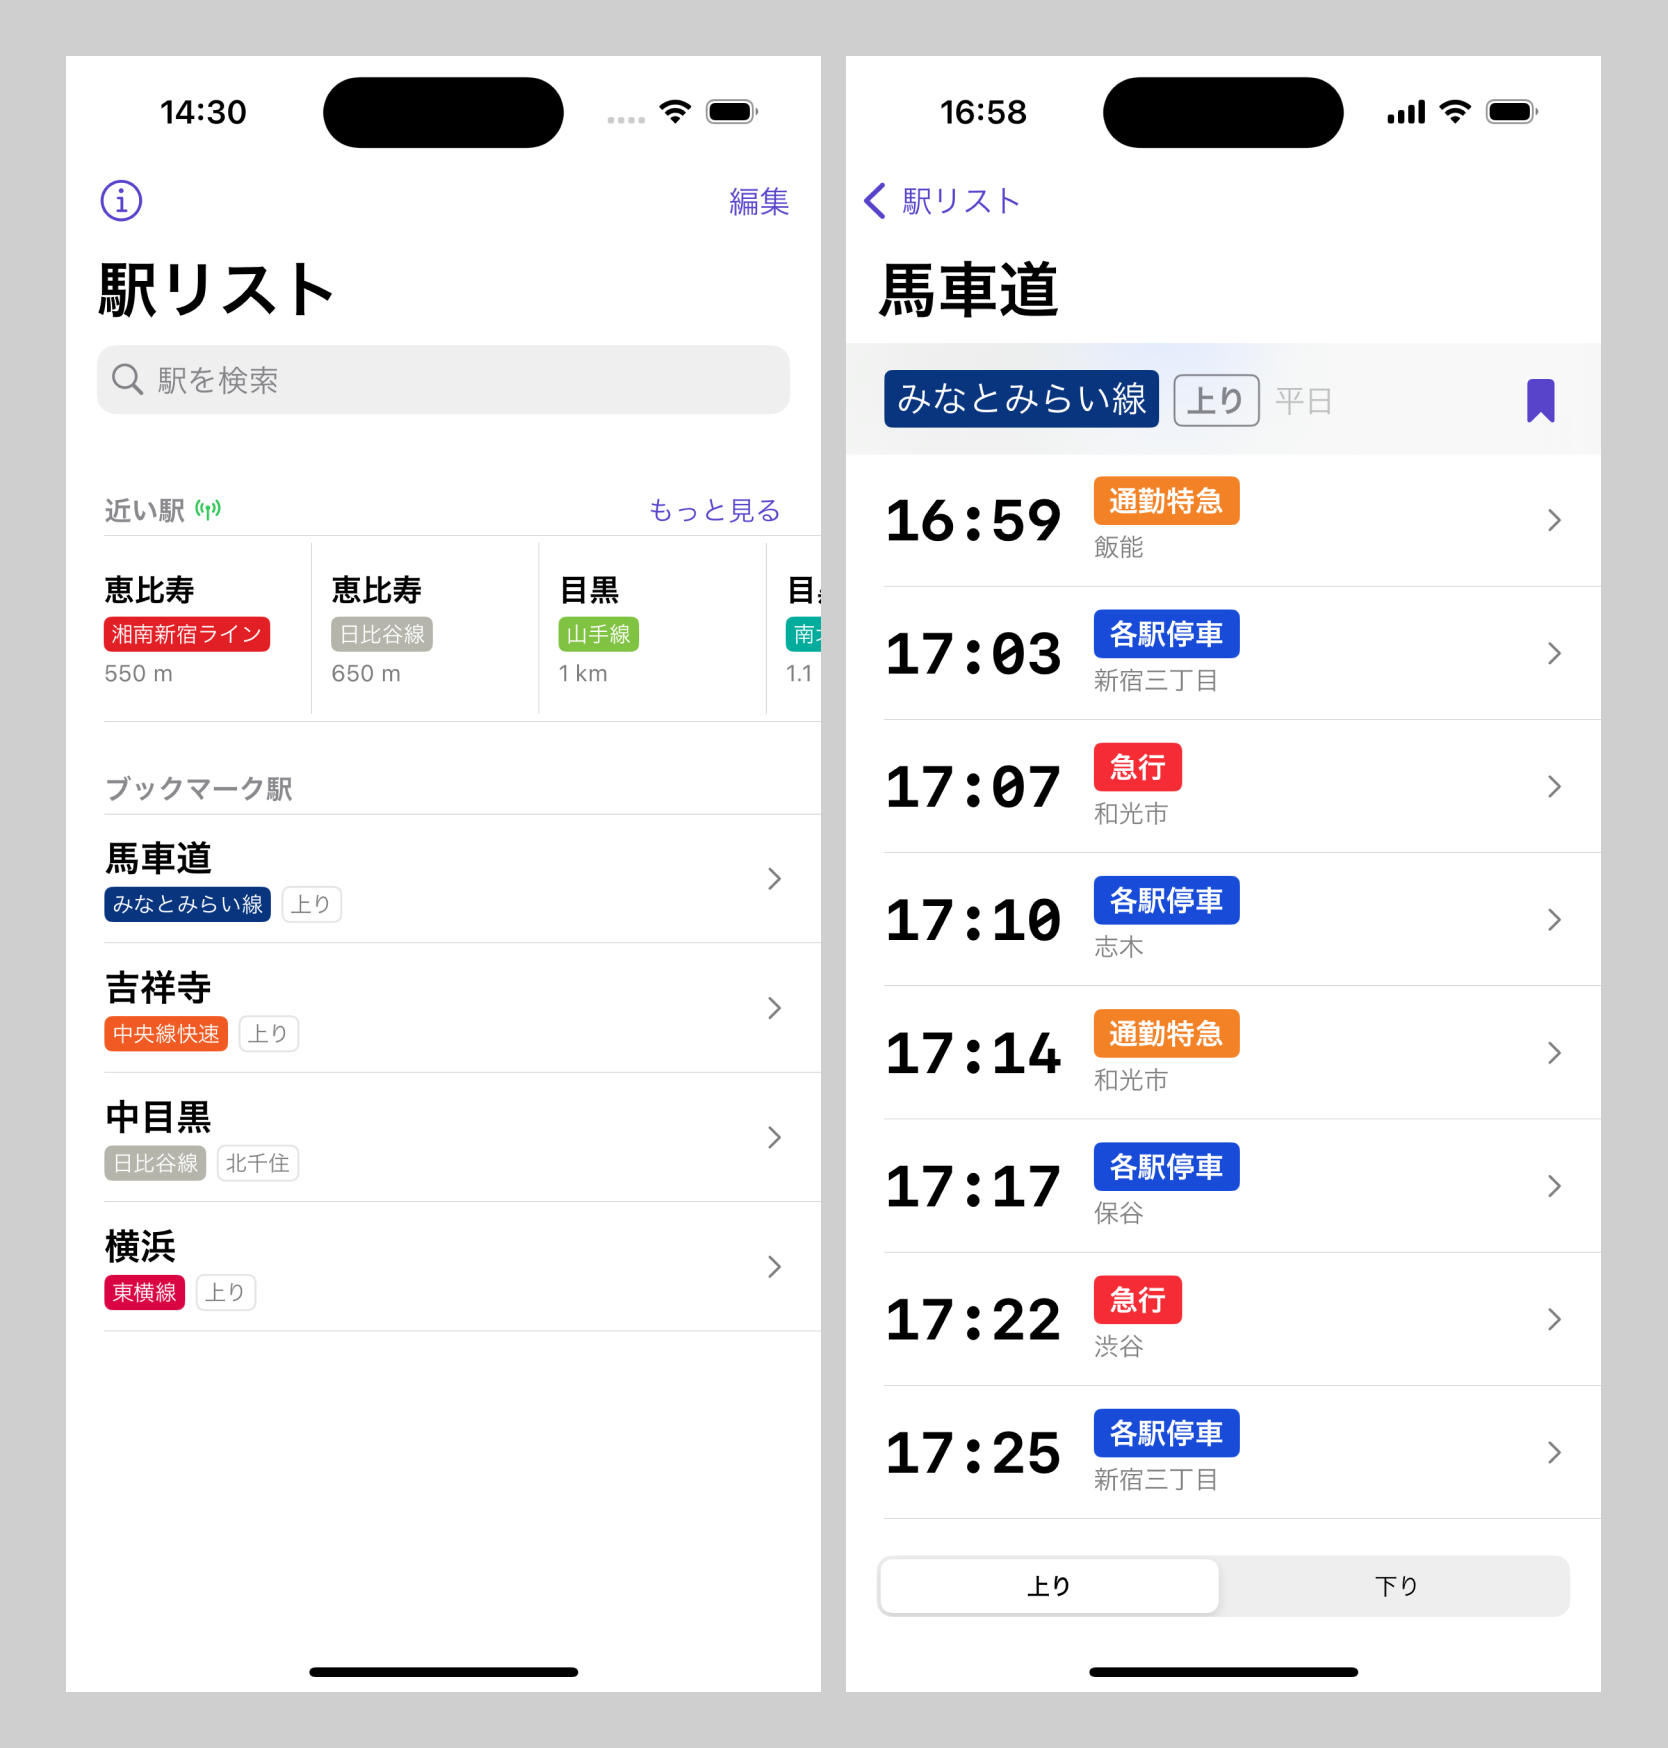 14:30
編集
駅リスト
駅を検索
近い駅
もっと見る
恵比寿
湘南新宿ライン
550 m
恵比寿
日比谷線
650 m
目黒
山手線
1 km
目
南
1.1
ブックマーク駅
馬車道
みなとみらい線 上り
吉祥寺
中央線快速 上り
中目黒
日比谷線 北千住
横浜
東横線 上り
16:58
駅リスト
馬車道
みなとみらい線 上り 平日
16:59 通勤特急
飯能
17:03 各駅停車
新宿三丁目
17:07 急行
和光市
17:10 各駅停車
志木
17:14 通勤特急
和光市
17:17 各駅停車
保谷
17:22 急行
渋谷
17:25 各駅停車
新宿三丁目
上り 下り